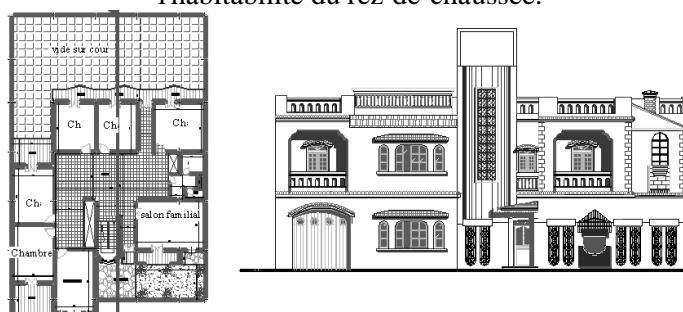 l'habitabilité du rez-de-chaussée.
vide sur cour
Ch
Ch
Ch:
Ch:
salon familial
Chambre